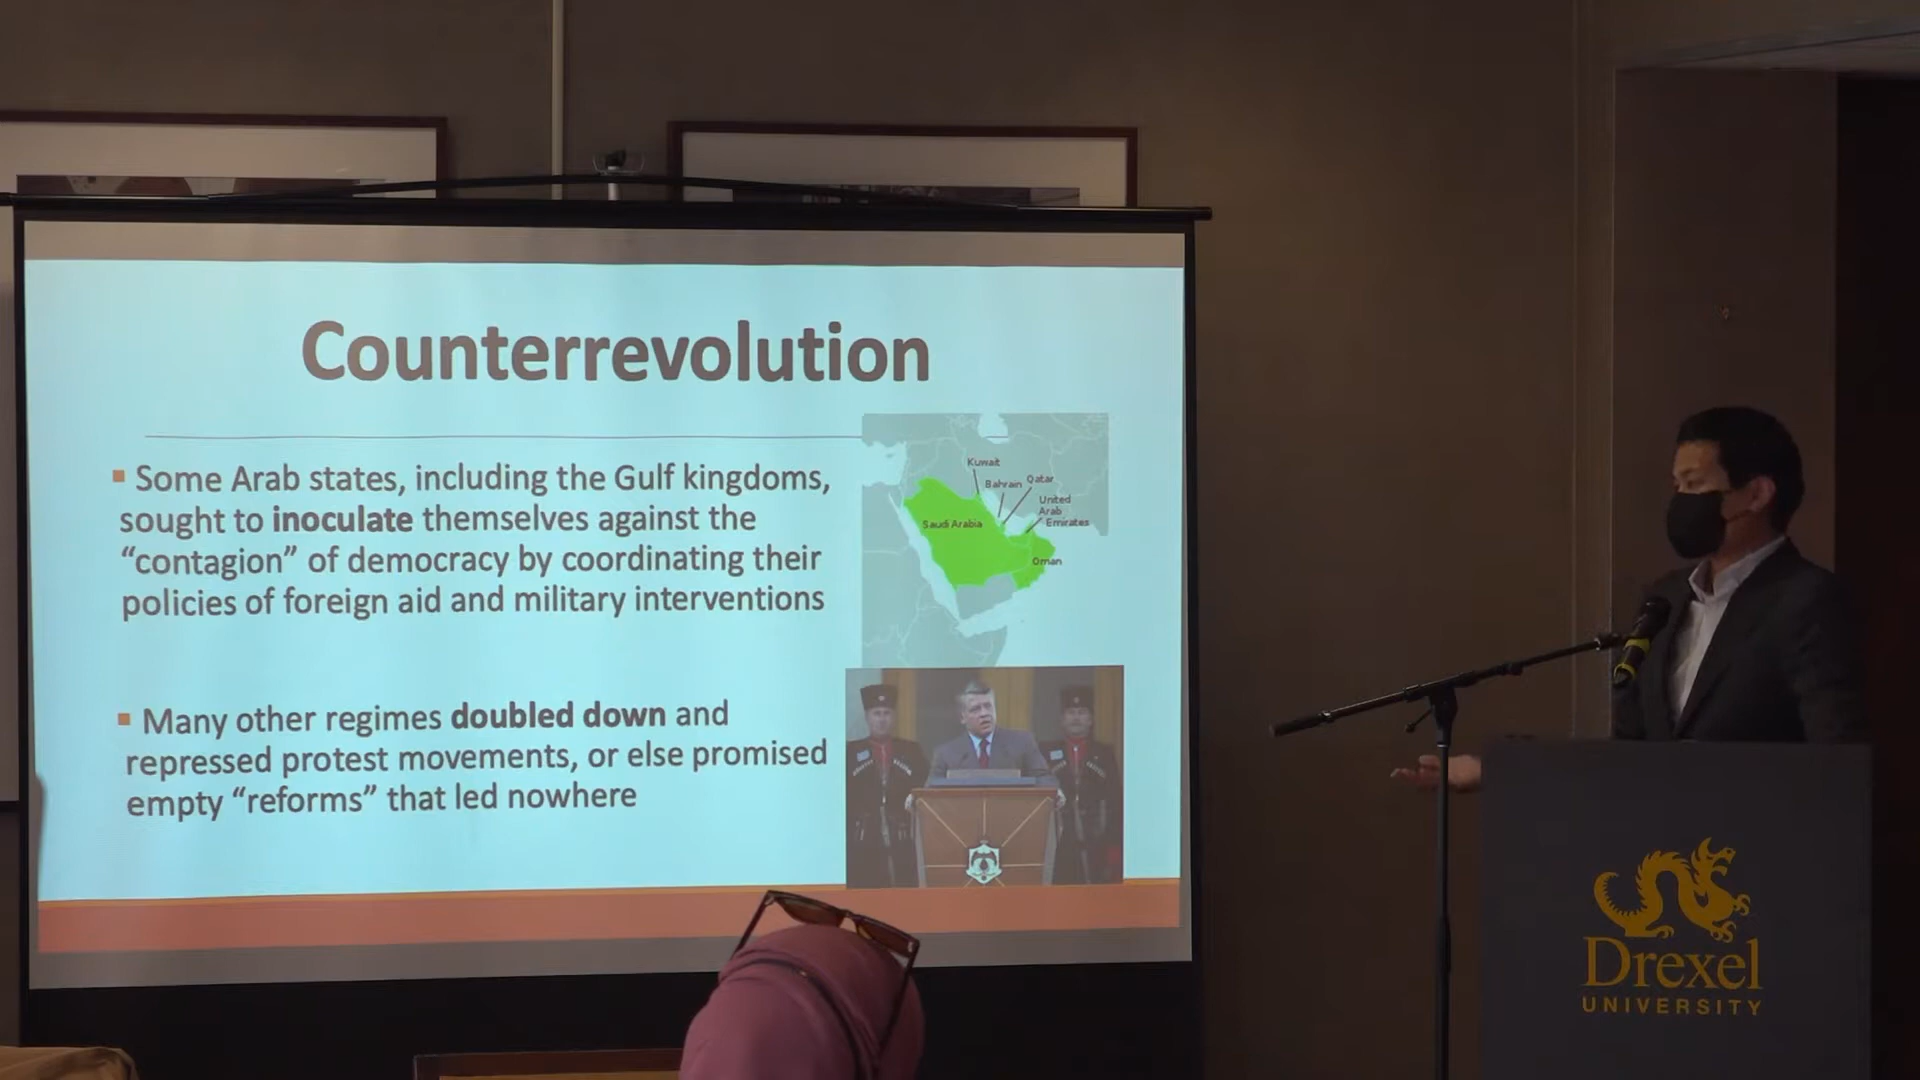 Counterrevolution
Some Arab states, including the Gulf kingdoms,
sought to inoculate themselves against the
“contagion” of democracy by coordinating their
policies of foreign aid and military interventions
Many other regimes doubled down and
repressed protest movements, or else promised
empty “reforms” that led nowhere
Kuwait
Bahrain
Qatar
United
Arab
Emirates
Saudi Arabia
Oman
Drexel
UNIVERSITY